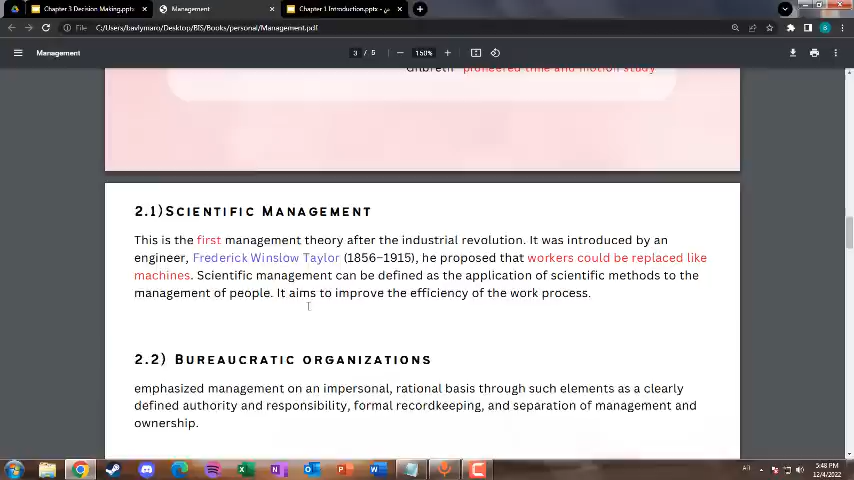 Chapter 3 Decision Making.pptx
Management
Chapter 1 Introduction.pptx
File
C:/Users/bavlymaro/Desktop/BIS/Books/personal/Management.pdf
B
Management
3 / 5
150%
Gilbreth pioneered time and motion study
2.1)SCIENTIFIC MANAGEMENT
This is the first management theory after the industrial revolution. It was introduced by an
engineer, Frederick Winslow Taylor (1856–1915), he proposed that workers could be replaced like
machines. Scientific management can be defined as the application of scientific methods to the
management of people. It aims to improve the efficiency of the work process.
2.2) BUREAUCRATIC ORGANIZATIONS
emphasized management on an impersonal, rational basis through such elements as a clearly
defined authority and responsibility, formal recordkeeping, and separation of management and
ownership.
5:48 PM
12/4/2022